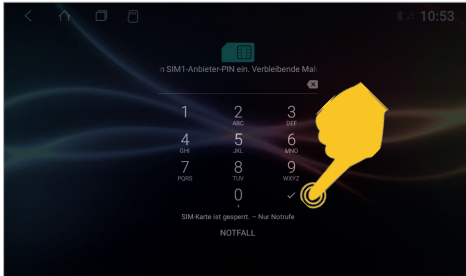 10:53
n SIM1-Anbieter-PIN ein. Verbleibende Mal
1 2 3
ABC DEF
4 5 6
GHI JKL MNO
7 8 9
PQRS TUV WXYZ
0
+
SIM-Karte ist gesperrt. – Nur Notrufe
NOTFALL